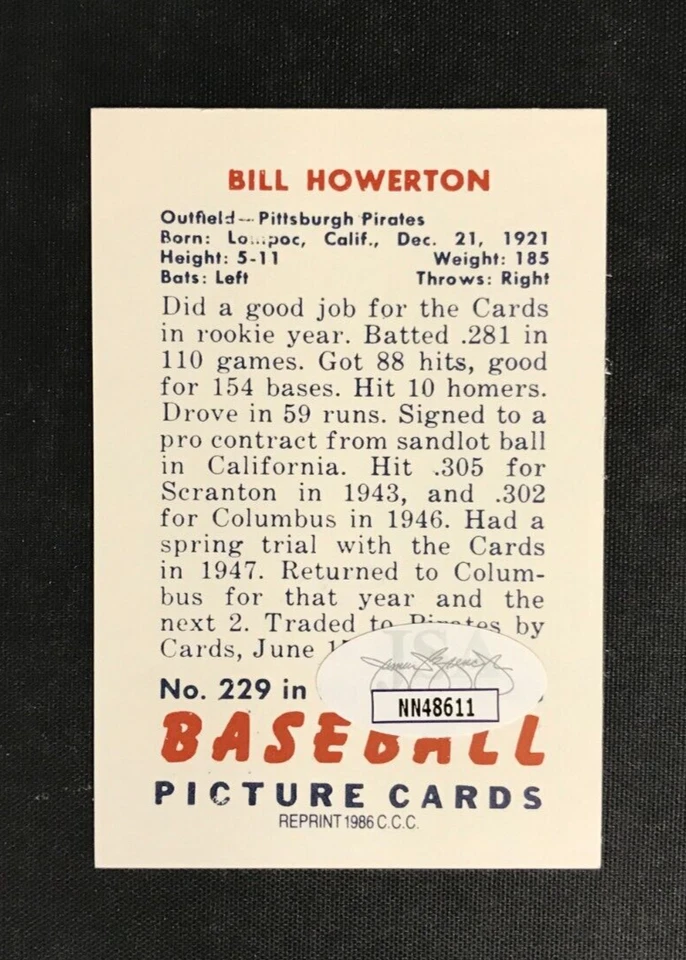 BILL HOWERTON
Outfield—Pittsburgh Pirates
Born: Lompoc, Calif., Dec. 21, 1921
Height: 5-11 Weight: 185
Bats: Left Throws: Right
Did a good job for the Cards
in rookie year. Batted .281 in
110 games. Got 88 hits, good
for 154 bases. Hit 10 homers.
Drove in 59 runs. Signed to a
pro contract from sandlot ball
in California. Hit .305 for
Scranton in 1943, and .302
for Columbus in 1946. Had a
spring trial with the Cards
in 1947. Returned to Colum-
bus for that year and the
next 2. Traded to Pirates by
Cards, June
JSA
NN48611
No. 229 in
BASEBALL
PICTURE CARDS
REPRINT 1986 C.C.C.